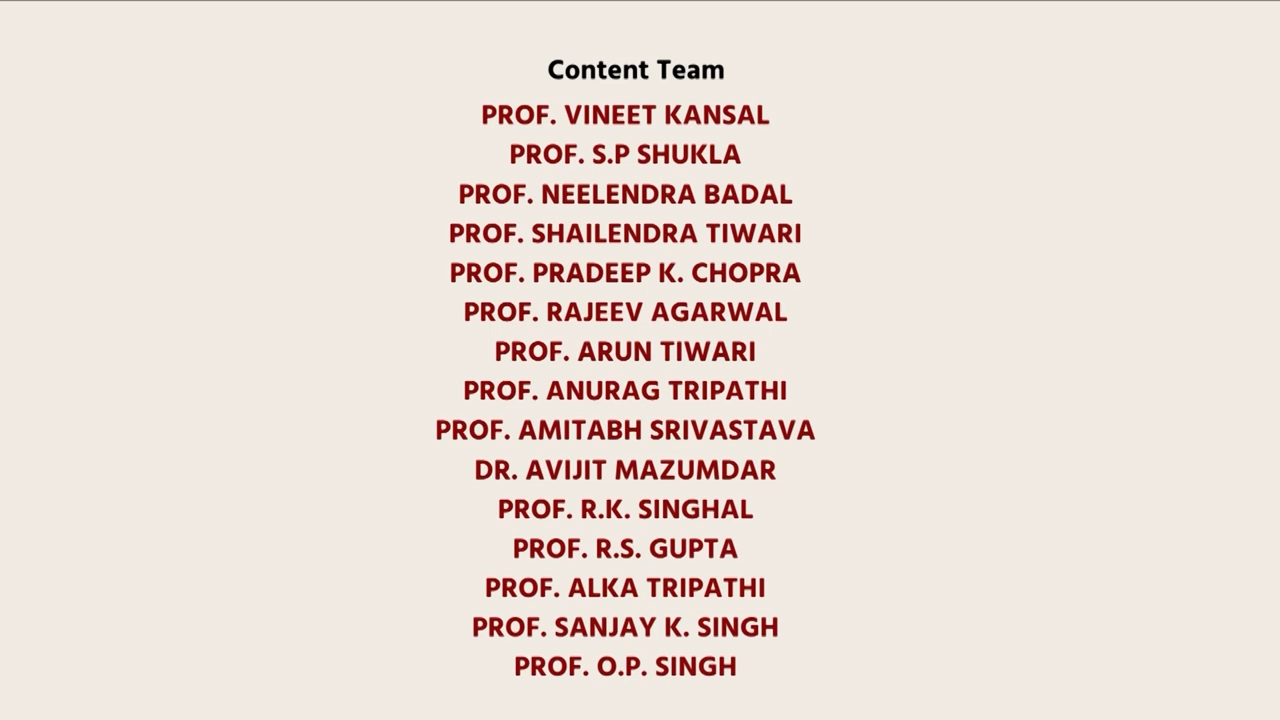 Content Team
PROF. VINEET KANSAL
PROF. S.P SHUKLA
PROF. NEELENDRA BADAL
PROF. SHAILENDRA TIWARI
PROF. PRADEEP K. CHOPRA
PROF. RAJEEV AGARWAL
PROF. ARUN TIWARI
PROF. ANURAG TRIPATHI
PROF. AMITABH SRIVASTAVA
DR. AVIJIT MAZUMDAR
PROF. R.K. SINGHAL
PROF. R.S. GUPTA
PROF. ALKA TRIPATHI
PROF. SANJAY K. SINGH
PROF. O.P. SINGH